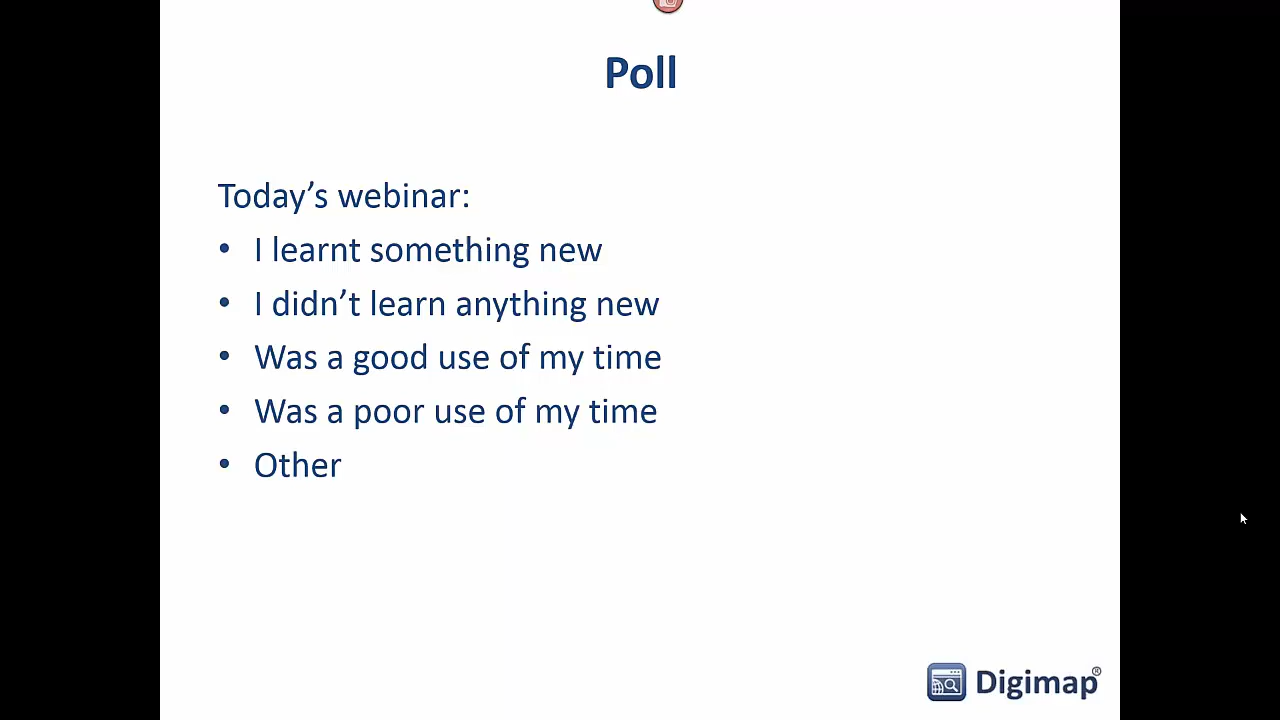 Poll
Today’s webinar:
• I learnt something new
• I didn’t learn anything new
• Was a good use of my time
• Was a poor use of my time
• Other
Digimap®